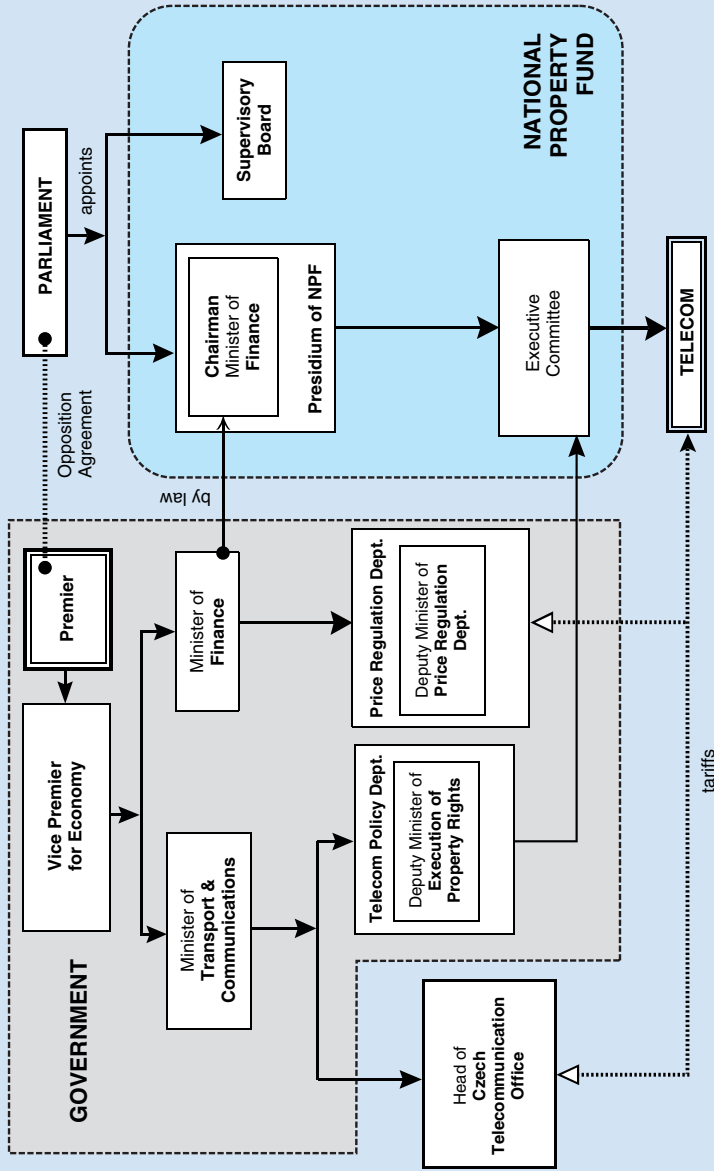 GOVERNMENT
Vice Premier
for Economy
Premier
Opposition
Agreement
PARLIAMENT
appoints
Minister of
Transport &
Communications
Minister of
Finance
by law
Chairman
Minister of
Finance
Presidium of NPF
Supervisory
Board
Head of
Czech
Telecommunication
Office
Telecom Policy Dept.
Deputy Minister of
Execution of
Property Rights
Price Regulation Dept.
Deputy Minister of
Price Regulation
Dept.
Executive
Committee
NATIONAL
PROPERTY
FUND
tariffs
TELECOM